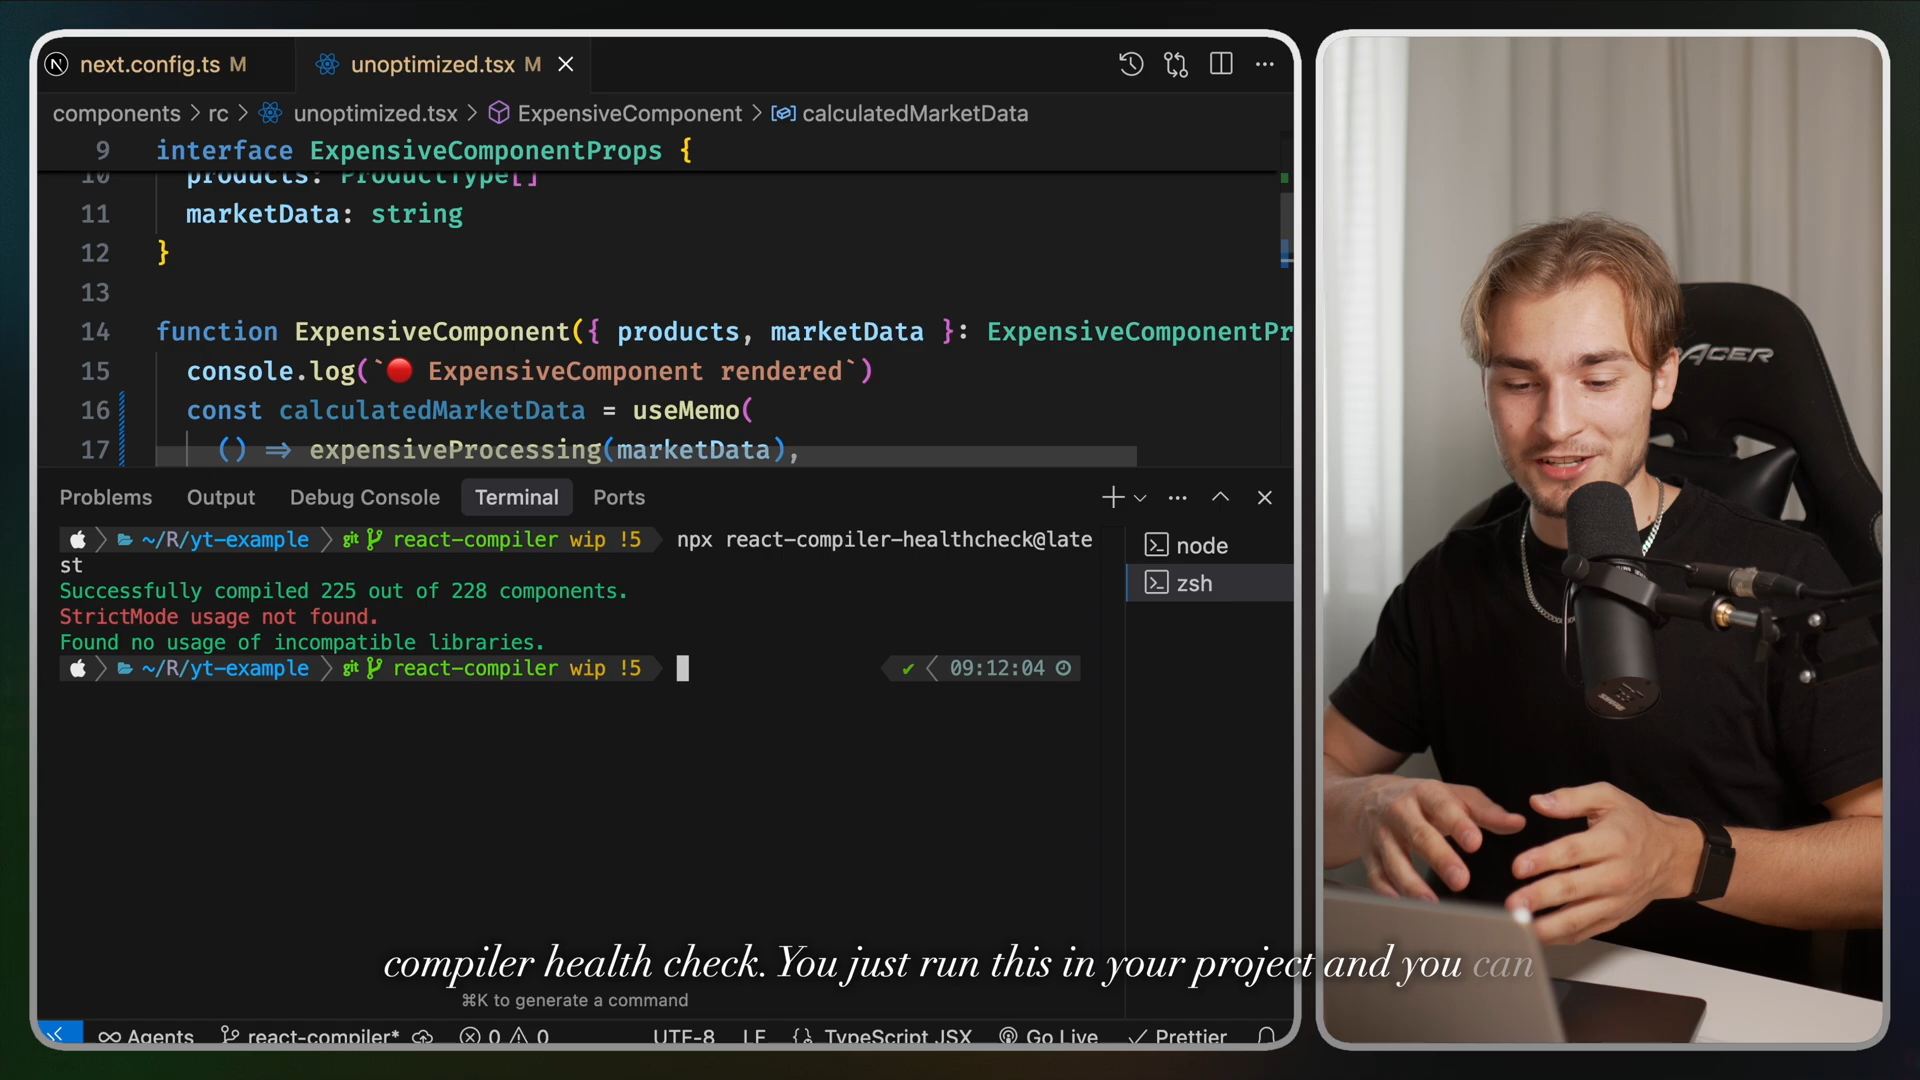 next.config.ts M
unoptimized.tsx M
components > rc > unoptimized.tsx > ExpensiveComponent > calculatedMarketData
9 interface ExpensiveComponentProps {
10 products: ProductType[]
11 marketData: string
12 }
13
14 function ExpensiveComponent({ products, marketData }: ExpensiveComponentPr
15 console.log(`🔴 ExpensiveComponent rendered`)
16 const calculatedMarketData = useMemo(
17 () => expensiveProcessing(marketData),
Problems Output Debug Console Terminal Ports
~/R/yt-example git react-compiler wip !5 npx react-compiler-healthcheck@late
st
Successfully compiled 225 out of 228 components.
StrictMode usage not found.
Found no usage of incompatible libraries.
~/R/yt-example git react-compiler wip !5 ✔ 09:12:04
node
zsh
ACER
SHURE
compiler health check. You just run this in your project and you can
⌘K to generate a command
Agents react-compiler* 0 0 UTF-8 LF TypeScript JSX Go Live Prettier